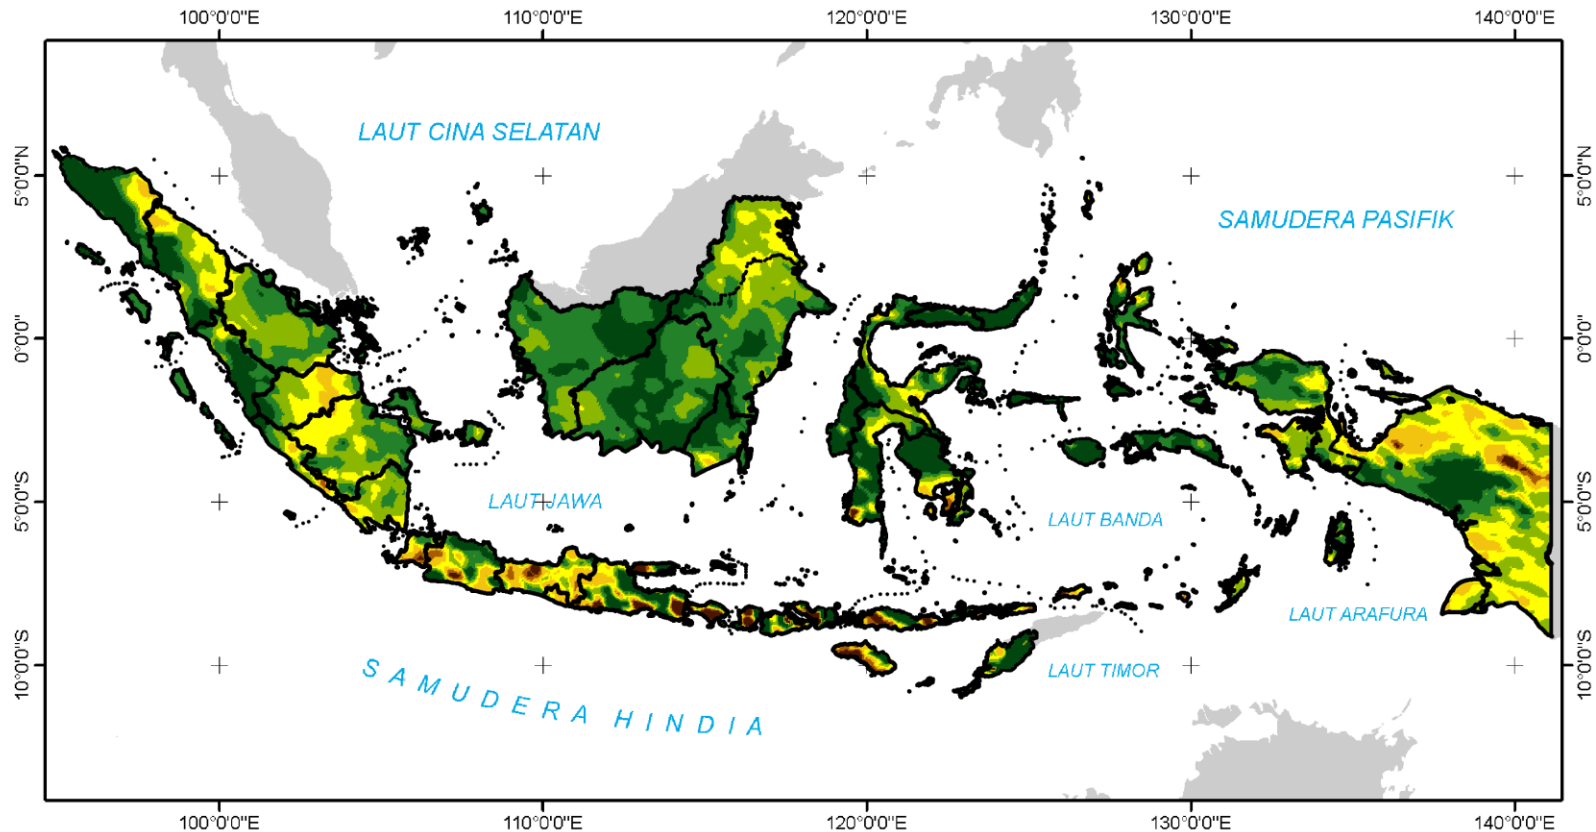 100°0'0"E 110°0'0"E 120°0'0"E 130°0'0"E 140°0'0"E
LAUT CINA SELATAN
5°0'0"N 5°0'0"N
SAMUDERA PASIFIK
0°0'0" 0°0'0"
LAUT JAWA
5°0'0"S 5°0'0"S
LAUT BANDA
LAUT ARAFURA
10°0'0"S 10°0'0"S
LAUT TIMOR
SAMUDERA HINDIA
100°0'0"E 110°0'0"E 120°0'0"E 130°0'0"E 140°0'0"E